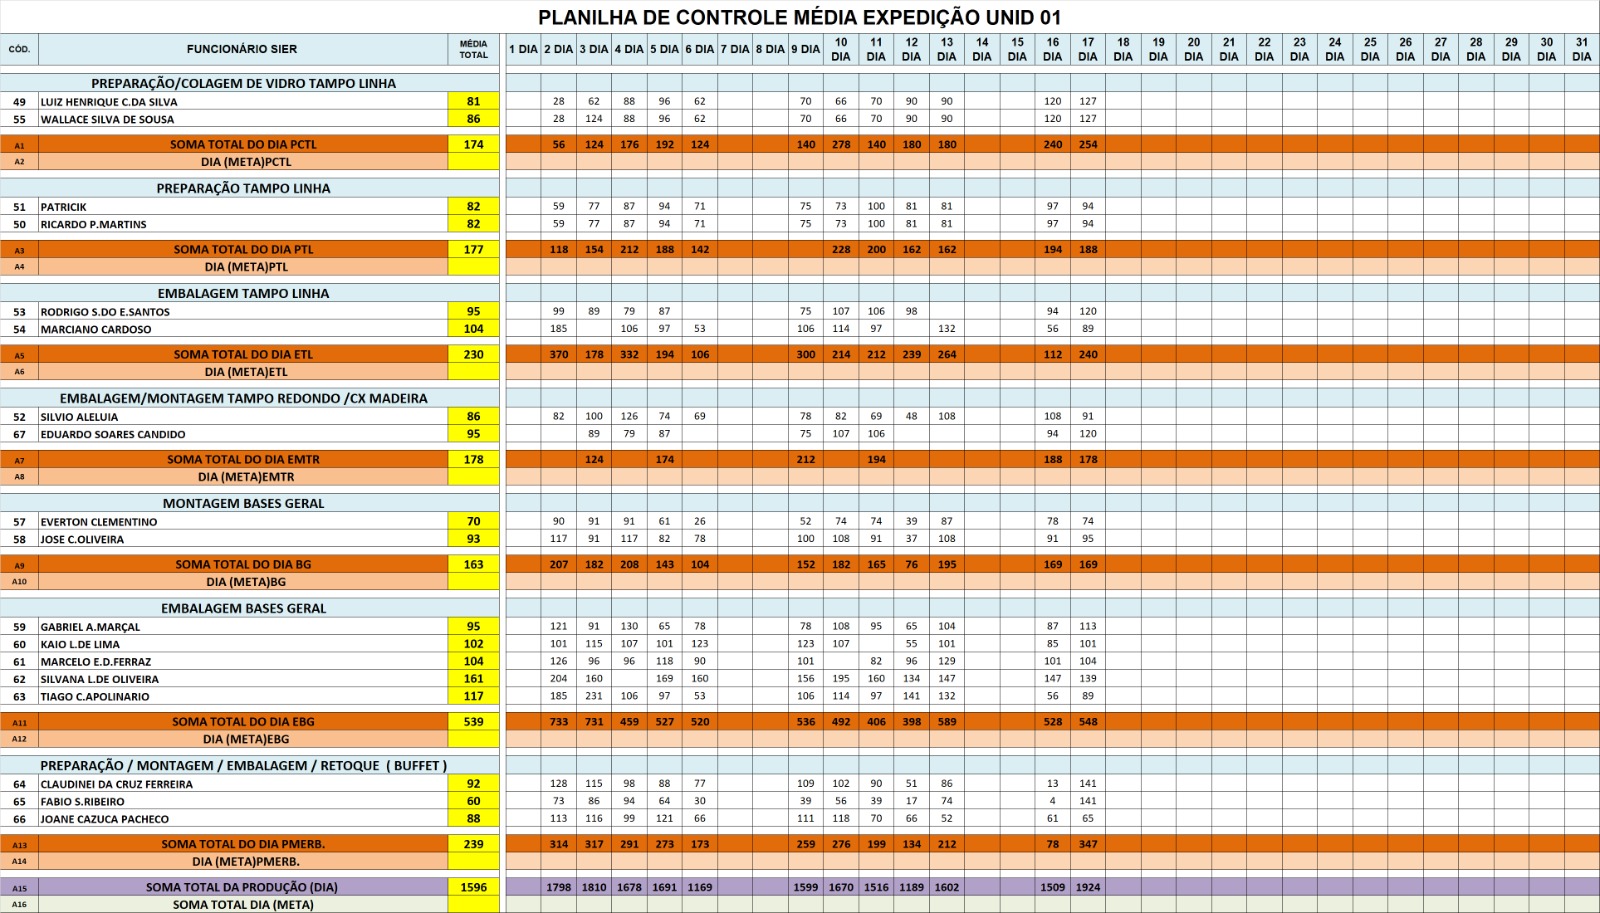 PLANILHA DE CONTROLE MÉDIA EXPEDIÇÃO UNID 01
CÓD. FUNCIONÁRIO SIER MÉDIA TOTAL 1 DIA 2 DIA 3 DIA 4 DIA 5 DIA 6 DIA 7 DIA 8 DIA 9 DIA 10 DIA 11 DIA 12 DIA 13 DIA 14 DIA 15 DIA 16 DIA 17 DIA 18 DIA 19 DIA 20 DIA 21 DIA 22 DIA 23 DIA 24 DIA 25 DIA 26 DIA 27 DIA 28 DIA 29 DIA 30 DIA 31 DIA
PREPARAÇÃO/COLAGEM DE VIDRO TAMPO LINHA
49 LUIZ HENRIQUE C.DA SILVA 81 28 62 88 96 62 70 66 70 90 90 120 127
55 WALLACE SILVA DE SOUSA 86 28 124 88 96 62 70 66 70 90 90 120 127
A1 SOMA TOTAL DO DIA PCTL 174 56 124 176 192 124 140 278 140 180 180 240 254
A2 DIA (META)PCTL
PREPARAÇÃO TAMPO LINHA
51 PATRICIK 82 59 77 87 94 71 75 73 100 81 81 97 94
50 RICARDO P.MARTINS 82 59 77 87 94 71 75 73 100 81 81 97 94
A3 SOMA TOTAL DO DIA PTL 177 118 154 212 188 142 228 200 162 162 194 188
A4 DIA (META)PTL
EMBALAGEM TAMPO LINHA
53 RODRIGO S.DO E.SANTOS 95 99 89 79 87 75 107 106 98 94 120
54 MARCIANO CARDOSO 104 185 106 97 53 106 114 97 132 56 89
A5 SOMA TOTAL DO DIA ETL 230 370 178 332 194 106 300 214 212 239 264 112 240
A6 DIA (META)ETL
EMBALAGEM/MONTAGEM TAMPO REDONDO /CX MADEIRA
52 SILVIO ALELUIA 86 82 100 126 74 69 78 82 69 48 108 108 91
67 EDUARDO SOARES CANDIDO 95 89 79 87 75 107 106 94 120
A7 SOMA TOTAL DO DIA EMTR 178 124 174 212 194 188 178
A8 DIA (META)EMTR
MONTAGEM BASES GERAL
57 EVERTON CLEMENTINO 70 90 91 91 61 26 52 74 74 39 87 78 74
58 JOSE C.OLIVEIRA 93 117 91 117 82 78 100 108 91 37 108 91 95
A9 SOMA TOTAL DO DIA BG 163 207 182 208 143 104 152 182 165 76 195 169 169
A10 DIA (META)BG
EMBALAGEM BASES GERAL
59 GABRIEL A.MARÇAL 95 121 91 130 65 78 78 108 95 65 104 87 113
60 KAIO L.DE LIMA 102 101 115 107 101 123 123 107 55 101 85 101
61 MARCELO E.D.FERRAZ 104 126 96 96 118 90 101 82 96 129 101 104
62 SILVANA L.DE OLIVEIRA 161 204 160 169 160 156 195 160 134 147 147 139
63 TIAGO C.APOLINARIO 117 185 231 106 97 53 106 114 97 141 132 56 89
A11 SOMA TOTAL DO DIA EBG 539 733 731 459 527 520 536 492 406 398 589 528 548
A12 DIA (META)EBG
PREPARAÇÃO / MONTAGEM / EMBALAGEM / RETOQUE ( BUFFET )
64 CLAUDINEI DA CRUZ FERREIRA 92 128 115 98 88 77 109 102 90 51 86 13 141
65 FABIO S.RIBEIRO 60 73 86 94 64 30 39 56 39 17 74 4 141
66 JOANE CAZUCA PACHECO 88 113 116 99 121 66 111 118 70 66 52 61 65
A13 SOMA TOTAL DO DIA PMERB. 239 314 317 291 273 173 259 276 199 134 212 78 347
A14 DIA (META)PMERB.
A15 SOMA TOTAL DA PRODUÇÃO (DIA) 1596 1798 1810 1678 1691 1169 1599 1670 1516 1189 1602 1509 1924
A16 SOMA TOTAL DIA (META)